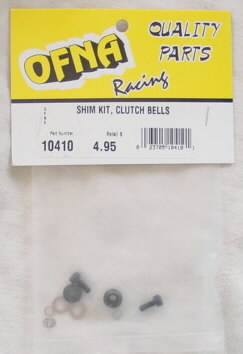 OFNA
QUALITY
PARTS
Racing
SHIM KIT, CLUTCH BELLS
Part Number
Retail $
10410
4.95